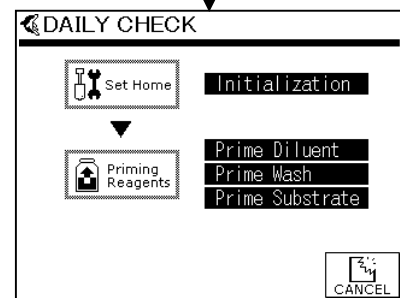 DAILY CHECK
Set Home
Initialization
Priming
Reagents
Prime Diluent
Prime Wash
Prime Substrate
CANCEL